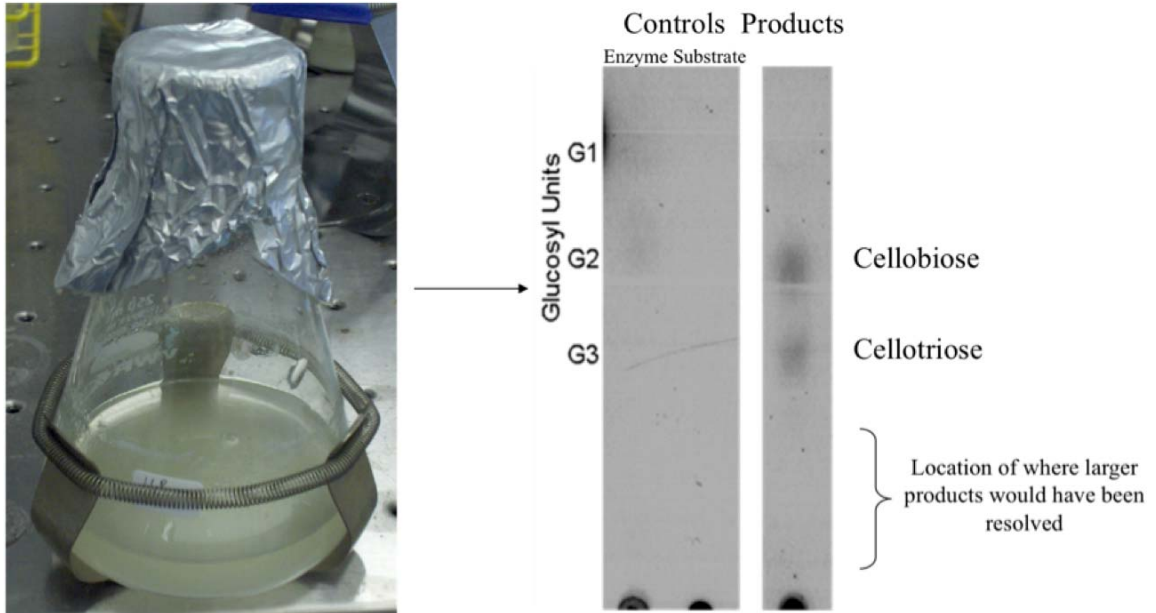 Controls Products
Enzyme Substrate
Glucosyl Units
G1
G2
G3
Cellobiose
Cellotriose
Location of where larger
products would have been
resolved